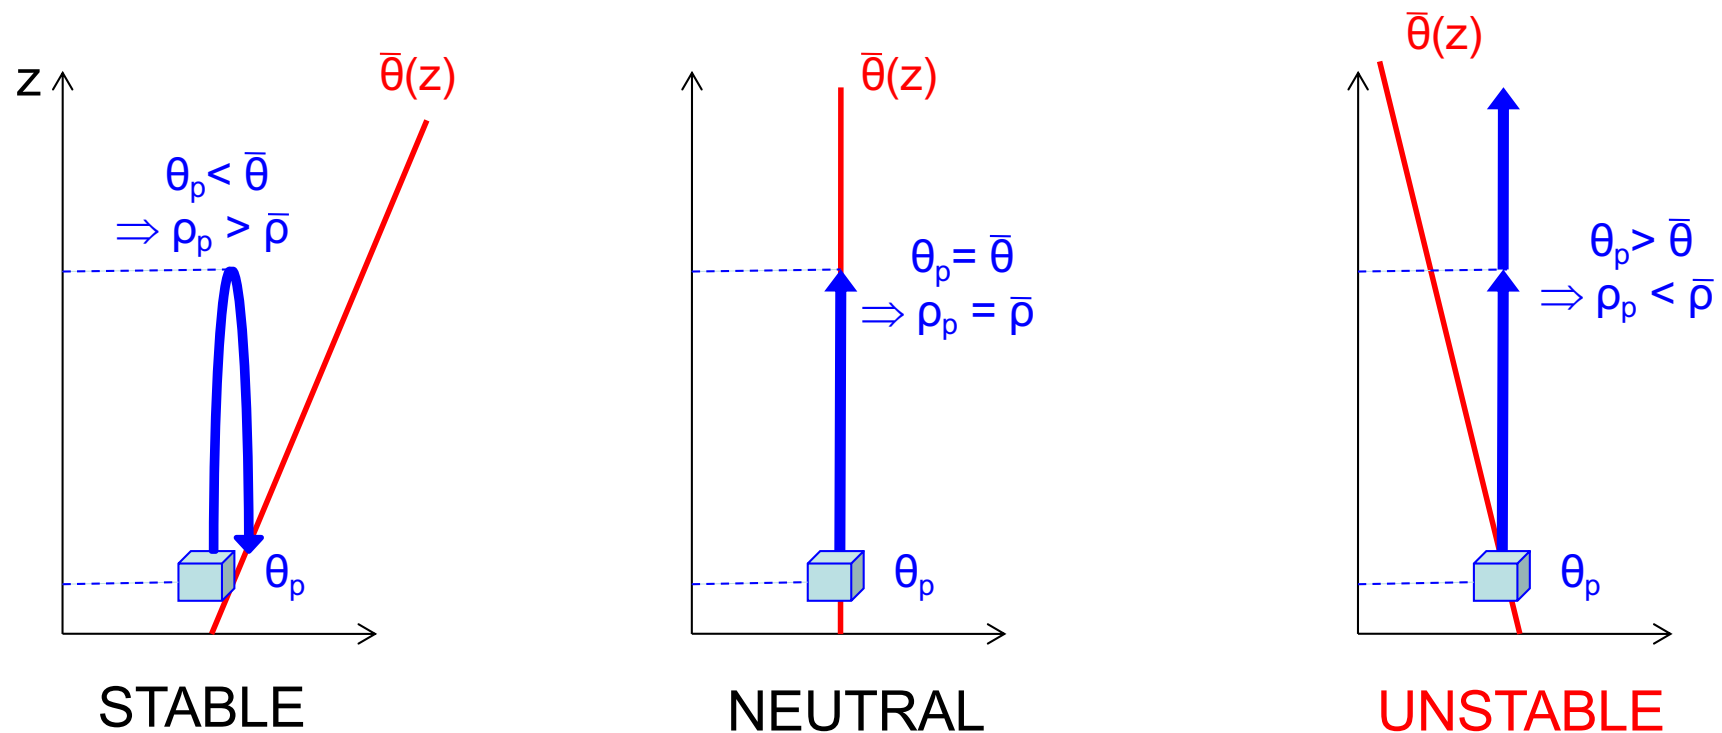 z
θ̄(z)
θp< θ̄
⇒ ρp > ρ̄
θp
STABLE
θ̄(z)
θp= θ̄
⇒ ρp = ρ̄
θp
NEUTRAL
θ̄(z)
θp> θ̄
⇒ ρp < ρ̄
θp
UNSTABLE